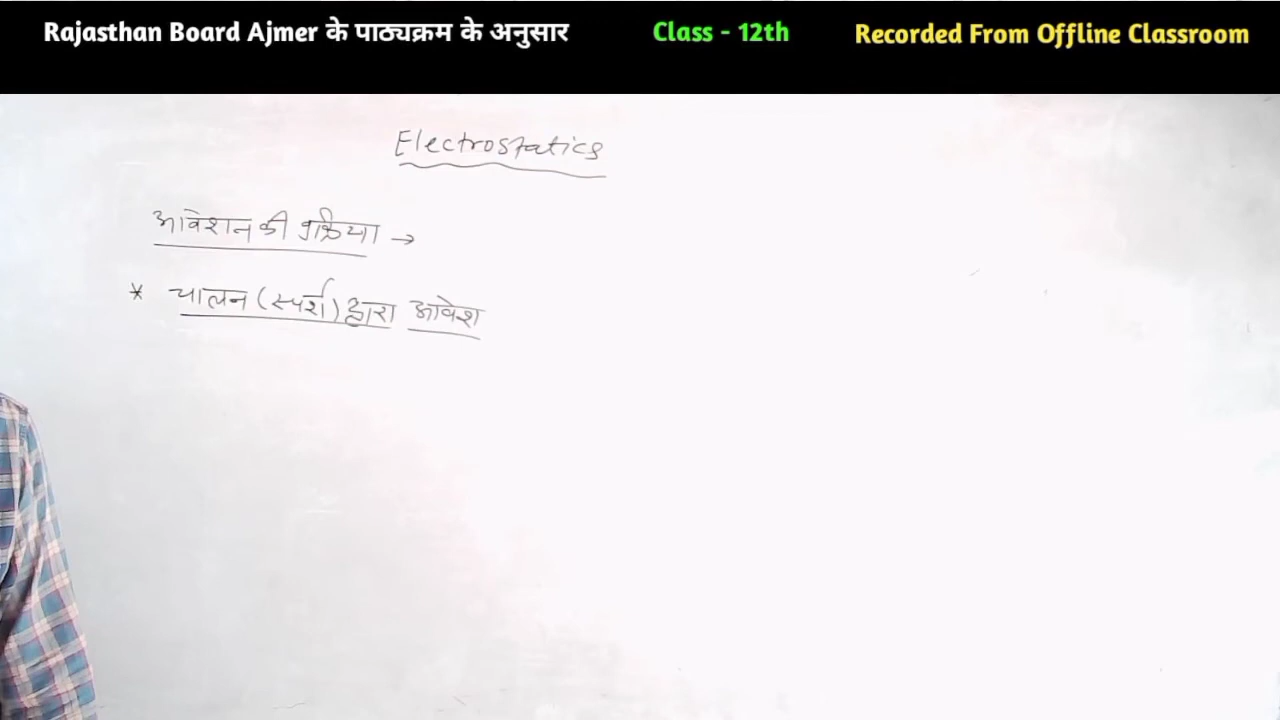 Rajasthan Board Ajmer के पाठ्यक्रम के अनुसार Class - 12th Recorded From Offline Classroom
Electrostatics
आवेशन की प्रक्रिया →
* चालन (स्पर्श) द्वारा आवेश